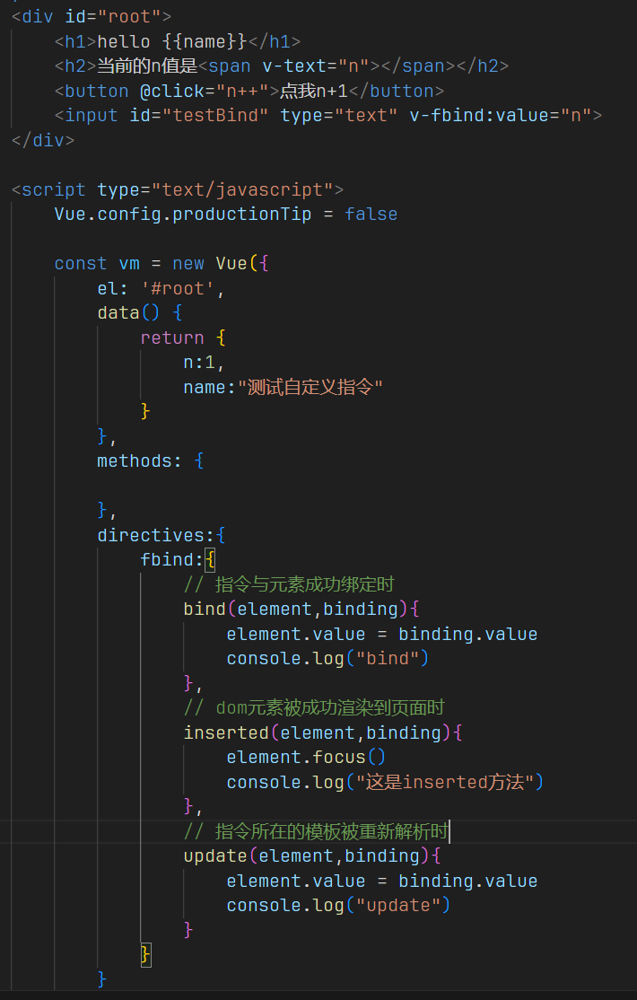 <div id="root">
    <h1>hello {{name}}</h1>
    <h2>当前的n值是<span v-text="n"></span></h2>
    <button @click="n++">点我n+1</button>
    <input id="testBind" type="text" v-fbind:value="n">
</div>

<script type="text/javascript">
    Vue.config.productionTip = false

    const vm = new Vue({
        el: '#root',
        data() {
            return {
                n:1,
                name:"测试自定义指令"
            }
        },
        methods: {

        },
        directives:{
            fbind:{
                // 指令与元素成功绑定时
                bind(element,binding){
                    element.value = binding.value
                    console.log("bind")
                },
                // dom元素被成功渲染到页面时
                inserted(element,binding){
                    element.focus()
                    console.log("这是inserted方法")
                },
                // 指令所在的模板被重新解析时
                update(element,binding){
                    element.value = binding.value
                    console.log("update")
                }
            }
        }